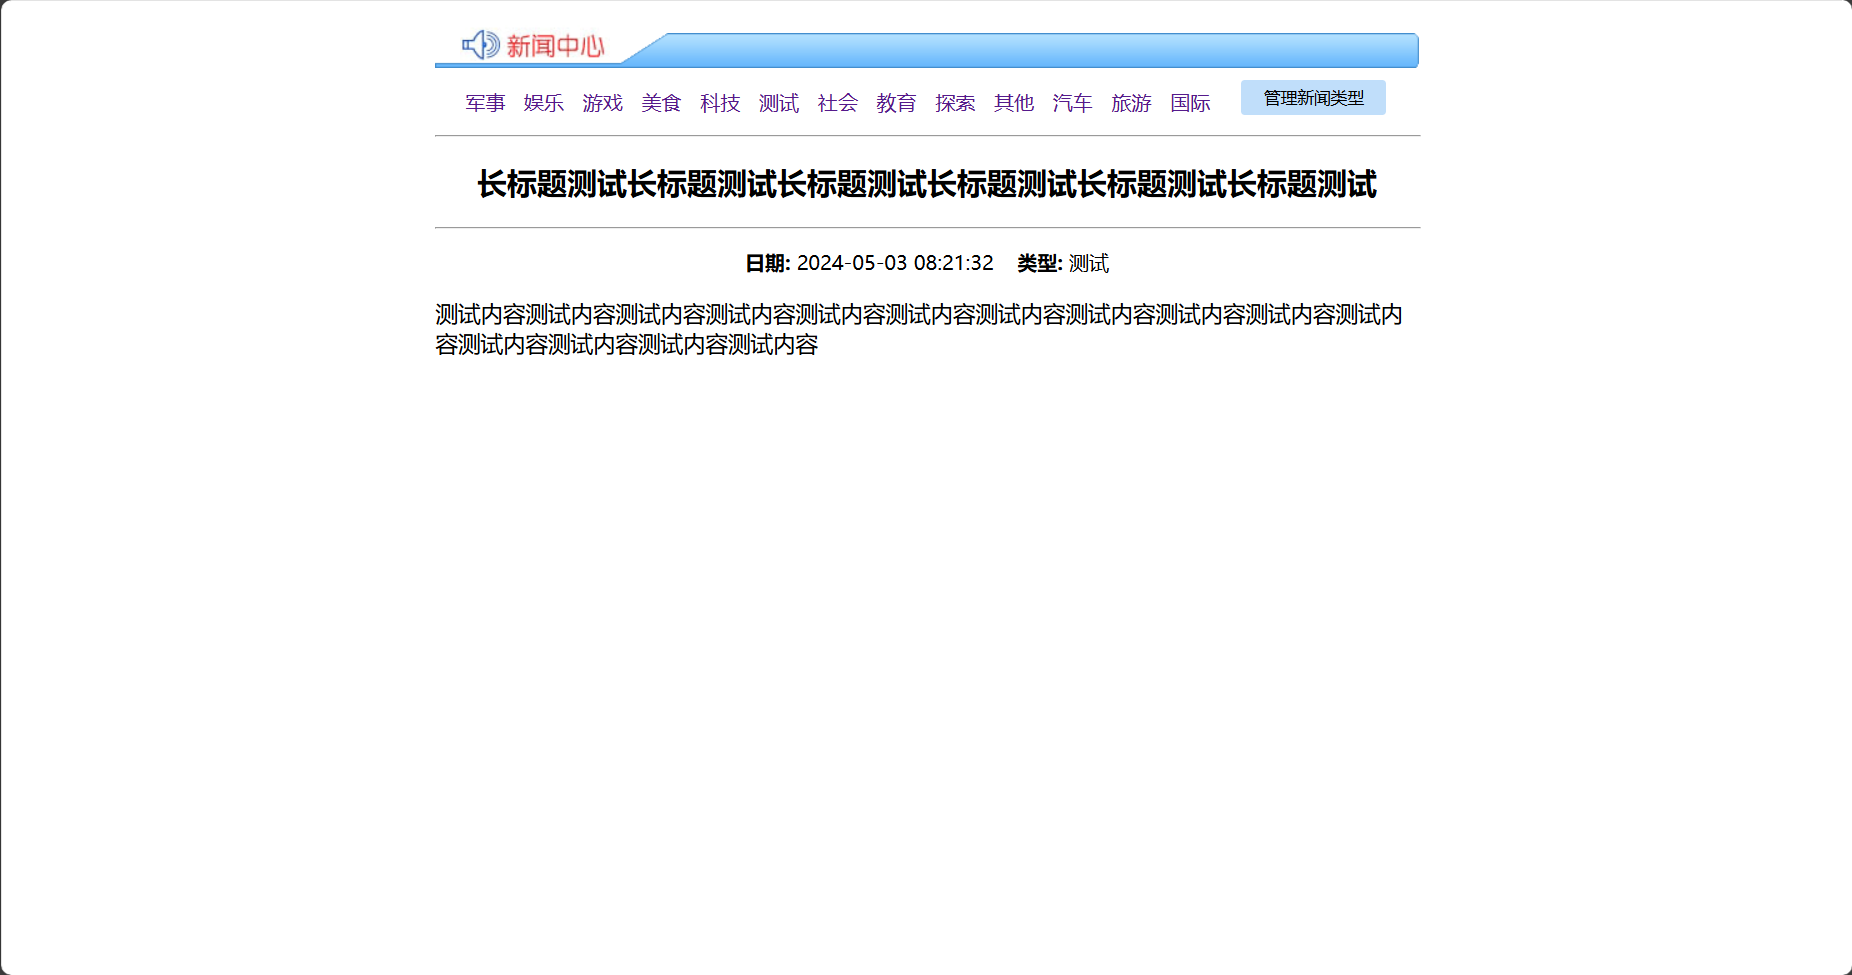 新闻中心
军事 娱乐 游戏 美食 科技 测试 社会 教育 探索 其他 汽车 旅游 国际 管理新闻类型
长标题测试长标题测试长标题测试长标题测试长标题测试长标题测试
日期: 2024-05-03 08:21:32 类型: 测试
测试内容测试内容测试内容测试内容测试内容测试内容测试内容测试内容测试内容测试内容测试内
容测试内容测试内容测试内容测试内容